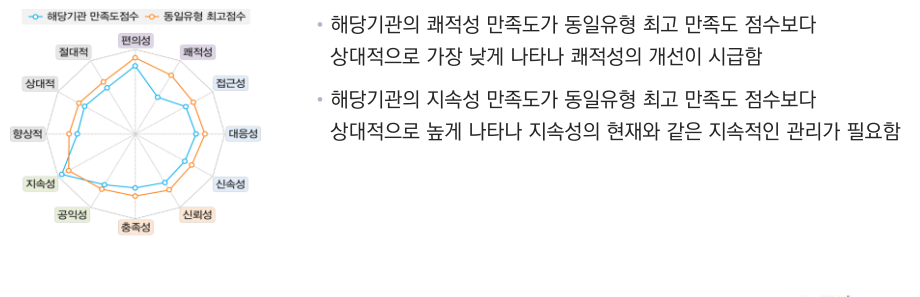 해당기관 만족도점수 동일유형 최고점수
편의성
쾌적성
접근성
대응성
신속성
신뢰성
충족성
공익성
지속성
향상적
상대적
절대적
• 해당기관의 쾌적성 만족도가 동일유형 최고 만족도 점수보다
상대적으로 가장 낮게 나타나 쾌적성의 개선이 시급함
• 해당기관의 지속성 만족도가 동일유형 최고 만족도 점수보다
상대적으로 높게 나타나 지속성의 현재와 같은 지속적인 관리가 필요함